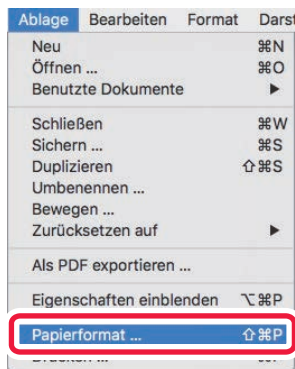 Ablage Bearbeiten Format
Neu ⌘N
Öffnen ... ⌘O
Benutzte Dokumente ▶
Schließen ⌘W
Sichern ... ⌘S
Duplizieren ⇧⌘S
Umbenennen ...
Bewegen ...
Zurücksetzen auf ▶
Als PDF exportieren ...
Eigenschaften einblenden ⌥⌘P
Papierformat ... ⇧⌘P